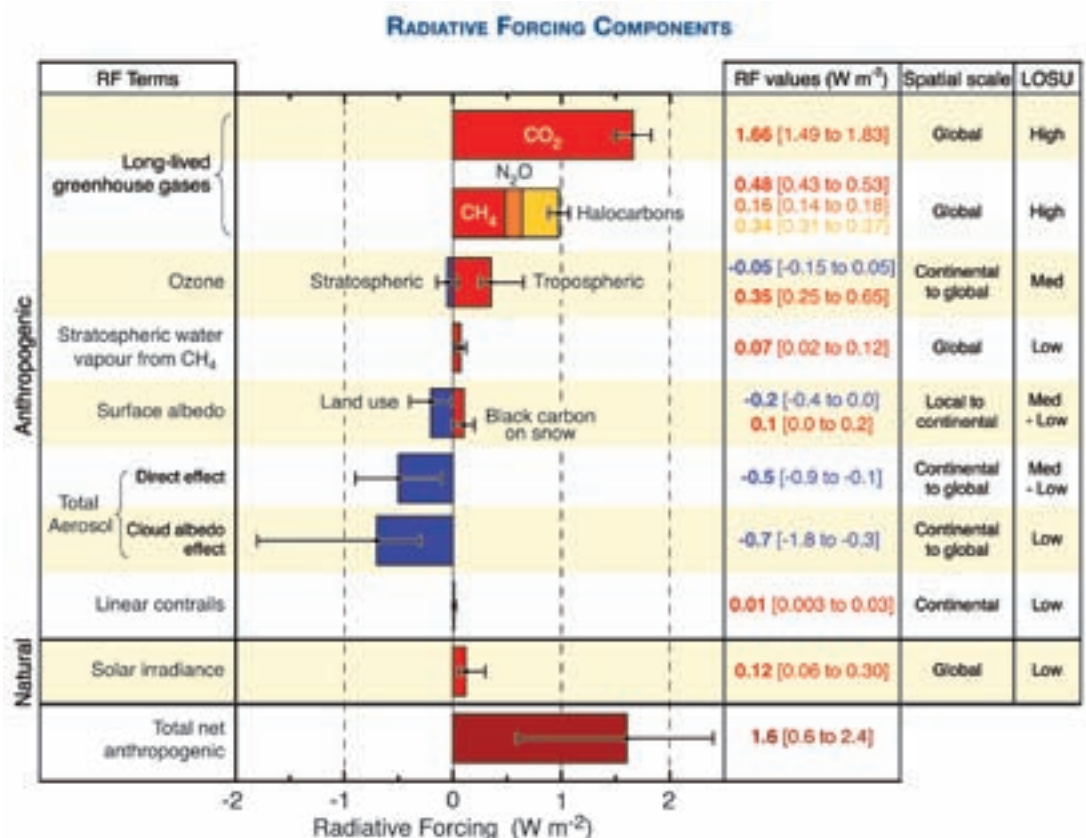 RADIATIVE FORCING COMPONENTS
RF Terms
RF values (W m-2)
Spatial scale
LOSU
Anthropogenic
Long-lived
greenhouse gases
CO2
1.66 [1.49 to 1.83]
Global
High
N2O
CH4
Halocarbons
0.48 [0.43 to 0.53]
0.16 [0.14 to 0.18]
0.34 [0.31 to 0.37]
Global
High
Ozone
Stratospheric
Tropospheric
-0.05 [-0.15 to 0.05]
0.35 [0.25 to 0.65]
Continental
to global
Med
Stratospheric water
vapour from CH4
0.07 [0.02 to 0.12]
Global
Low
Surface albedo
Land use
Black carbon
on snow
-0.2 [-0.4 to 0.0]
0.1 [0.0 to 0.2]
Local to
continental
Med
- Low
Total
Aerosol
Direct effect
-0.5 [-0.9 to -0.1]
Continental
to global
Med
- Low
Cloud albedo
effect
-0.7 [-1.8 to -0.3]
Continental
to global
Low
Linear contrails
0.01 [0.003 to 0.03]
Continental
Low
Natural
Solar irradiance
0.12 [0.06 to 0.30]
Global
Low
Total net
anthropogenic
1.6 [0.6 to 2.4]
-2 -1 0 1 2
Radiative Forcing (W m-2)